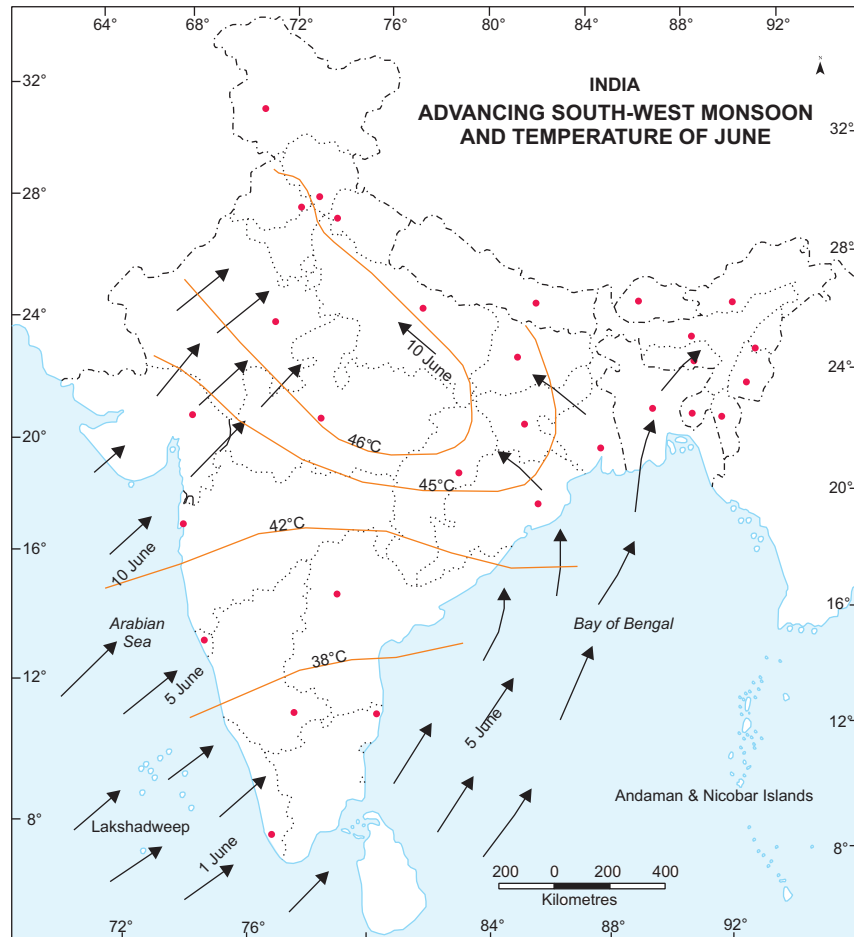 64° 68° 72° 76° 80° 84° 88° 92°
N
INDIA
ADVANCING SOUTH-WEST MONSOON
AND TEMPERATURE OF JUNE
32°
32°
28°
28°
24°
24°
10 June
20°
46°C
45°C
20°
42°C
16°
10 June
16°
Arabian
Sea
Bay of Bengal
38°C
12°
5 June
5 June
12°
Andaman & Nicobar Islands
8°
Lakshadweep
8°
1 June
200 0 200 400
Kilometres
72° 76° 84° 88° 92°